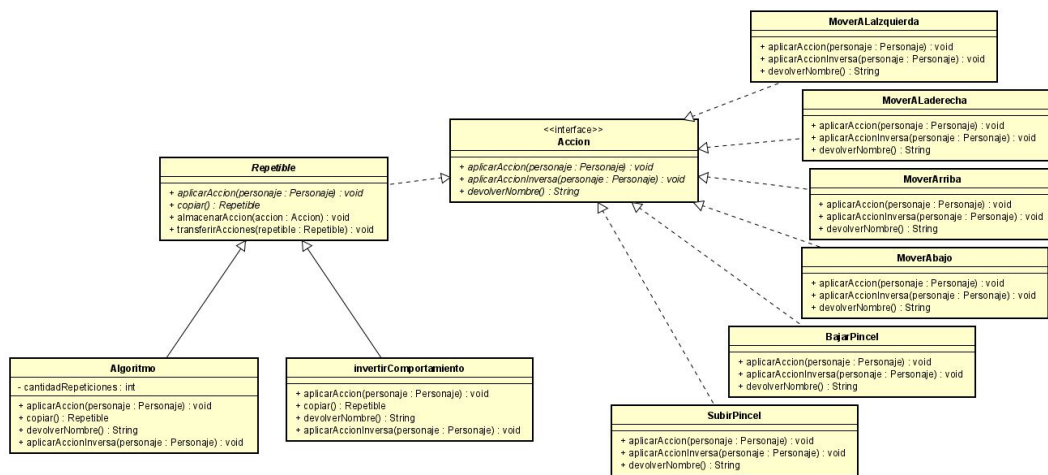 MoverALaIzquierda
+ aplicarAccion(personaje : Personaje) : void
+ aplicarAccionInversa(personaje : Personaje) : void
+ devolverNombre() : String
MoverALaderecha
+ aplicarAccion(personaje : Personaje) : void
+ aplicarAccionInversa(personaje : Personaje) : void
+ devolverNombre() : String
<<interface>>
Accion
+ aplicarAccion(personaje : Personaje) : void
+ aplicarAccionInversa(personaje : Personaje) : void
+ devolverNombre() : String
Repetible
+ aplicarAccion(personaje : Personaje) : void
+ copiar() : Repetible
+ almacenarAccion(accion : Accion) : void
+ transferirAcciones(repetible : Repetible) : void
MoverArriba
+ aplicarAccion(personaje : Personaje) : void
+ aplicarAccionInversa(personaje : Personaje) : void
+ devolverNombre() : String
MoverAbajo
+ aplicarAccion(personaje : Personaje) : void
+ aplicarAccionInversa(personaje : Personaje) : void
+ devolverNombre() : String
BajarPincel
+ aplicarAccion(personaje : Personaje) : void
+ aplicarAccionInversa(personaje : Personaje) : void
+ devolverNombre() : String
Algoritmo
- cantidadRepeticiones : int
+ aplicarAccion(personaje : Personaje) : void
+ copiar() : Repetible
+ devolverNombre() : String
+ aplicarAccionInversa(personaje : Personaje) : void
invertirComportamiento
+ aplicarAccion(personaje : Personaje) : void
+ copiar() : Repetible
+ devolverNombre() : String
+ aplicarAccionInversa(personaje : Personaje) : void
SubirPincel
+ aplicarAccion(personaje : Personaje) : void
+ aplicarAccionInversa(personaje : Personaje) : void
+ devolverNombre() : String